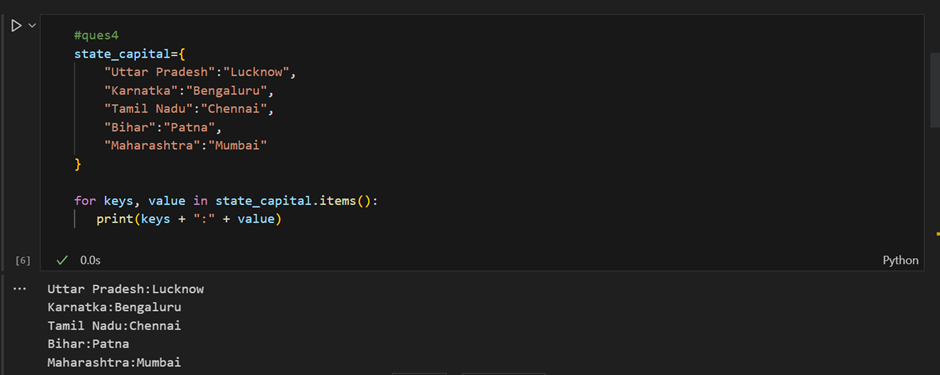 #ques4
state_capital={
    "Uttar Pradesh":"Lucknow",
    "Karnatka":"Bengaluru",
    "Tamil Nadu":"Chennai",
    "Bihar":"Patna",
    "Maharashtra":"Mumbai"
}
for keys, value in state_capital.items():
   print(keys + ":" + value)
[6]
0.0s
Python
Uttar Pradesh:Lucknow
Karnatka:Bengaluru
Tamil Nadu:Chennai
Bihar:Patna
Maharashtra:Mumbai